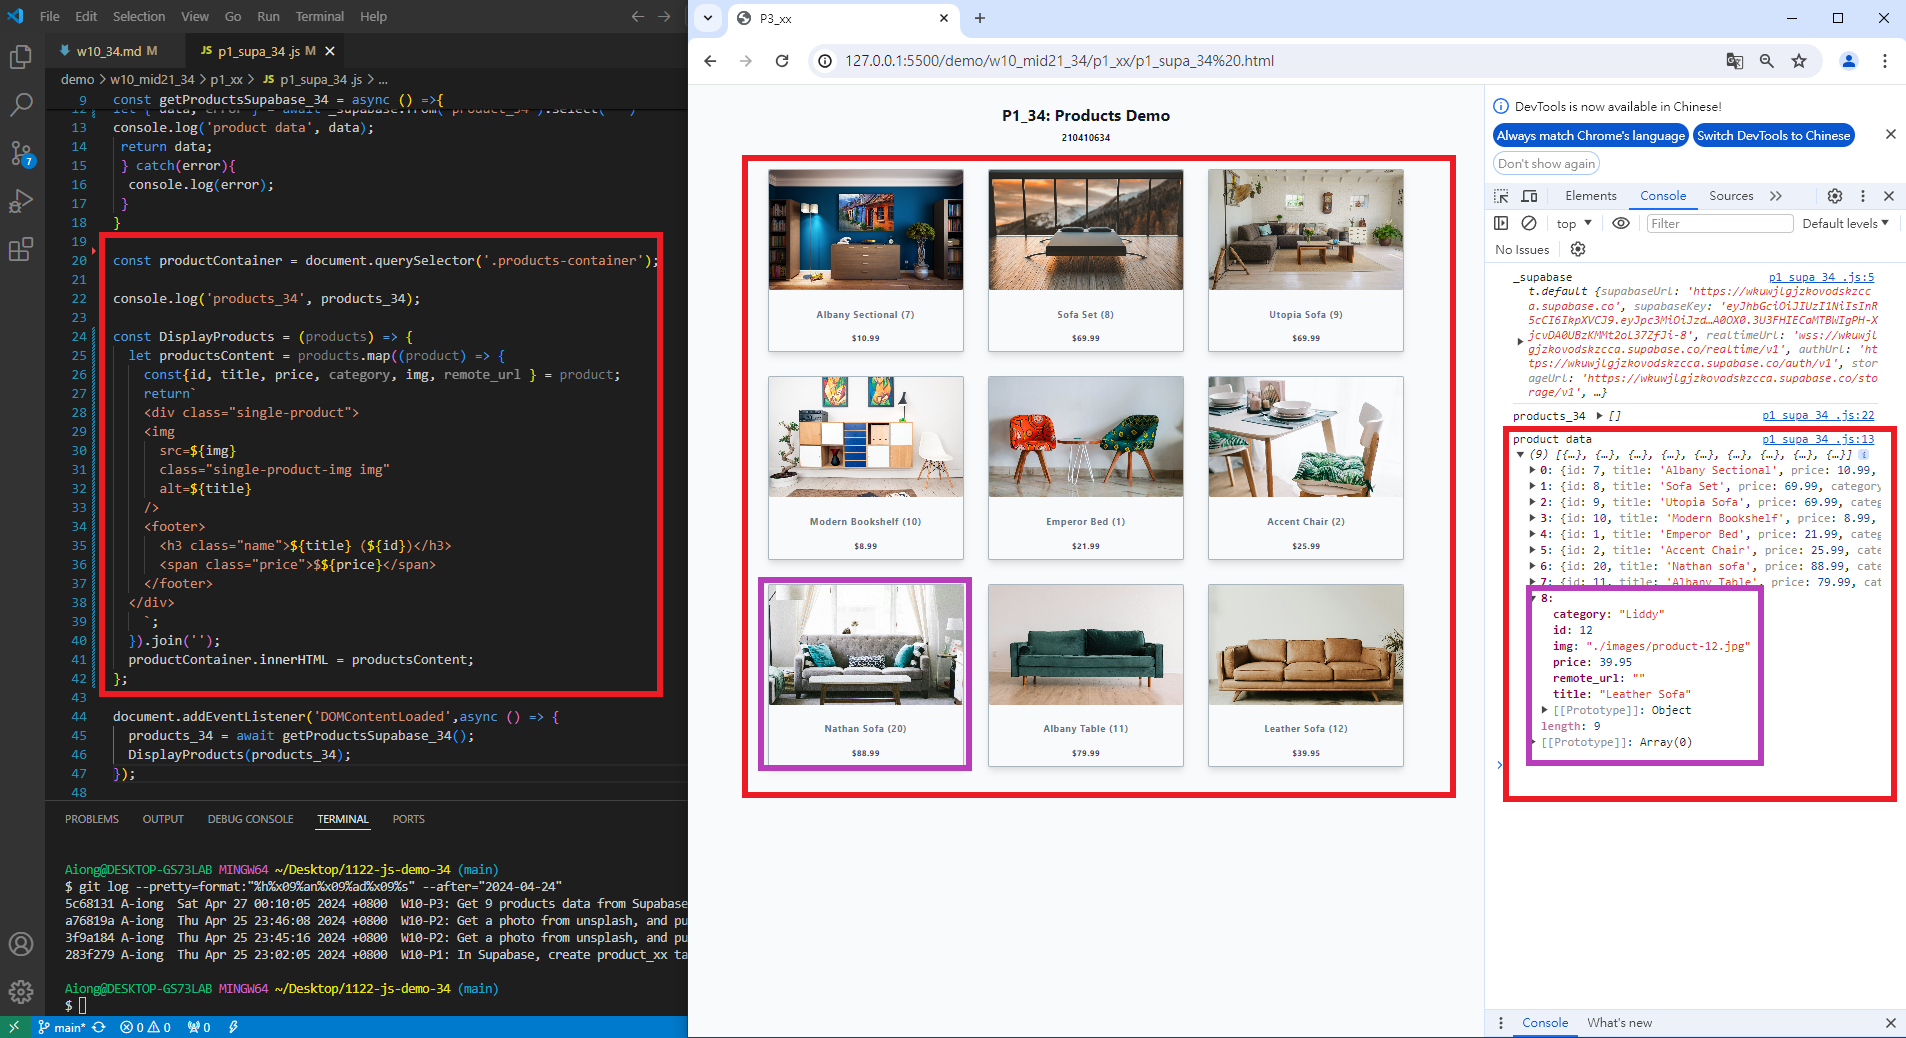 File Edit Selection View Go Run Terminal Help
w10_34.md M
JS p1_supa_34 .js M
demo > w10_mid21_34 > p1_xx > JS p1_supa_34 .js > ...
9 const getProductsSupabase_34 = async () =>{
12
13 console.log('product data', data);
14 return data;
15 } catch(error){
16 console.log(error);
17 }
18 }
19
20 const productContainer = document.querySelector('.products-container');
21
22 console.log('products_34', products_34);
23
24 const DisplayProducts = (products) => {
25 let productsContent = products.map((product) => {
26 const{id, title, price, category, img, remote_url } = product;
27 return`
28 <div class="single-product">
29 <img
30 src=${img}
31 class="single-product-img img"
32 alt=${title}
33 />
34 <footer>
35 <h3 class="name">${title} (${id})</h3>
36 <span class="price">$${price}</span>
37 </footer>
38 </div>
39 `;
40 }).join('');
41 productContainer.innerHTML = productsContent;
42 };
43
44 document.addEventListener('DOMContentLoaded',async () => {
45 products_34 = await getProductsSupabase_34();
46 DisplayProducts(products_34);
47 });
48
PROBLEMS OUTPUT DEBUG CONSOLE TERMINAL PORTS
Aiong@DESKTOP-GS73LAB MINGW64 ~/Desktop/1122-js-demo-34 (main)
$ git log --pretty=format:"%h%x09%an%x09%ad%x09%s" --after="2024-04-24"
5c68131 A-iong Sat Apr 27 00:10:05 2024 +0800 W10-P3: Get 9 products data from Supabase
a76819a A-iong Thu Apr 25 23:46:08 2024 +0800 W10-P2: Get a photo from unsplash, and pu
3f9a184 A-iong Thu Apr 25 23:45:16 2024 +0800 W10-P2: Get a photo from unsplash, and pu
283f279 A-iong Thu Apr 25 23:02:05 2024 +0800 W10-P1: In Supabase, create product_xx ta
Aiong@DESKTOP-GS73LAB MINGW64 ~/Desktop/1122-js-demo-34 (main)
$
7
main* 0 0 0
P3_xx
127.0.0.1:5500/demo/w10_mid21_34/p1_xx/p1_supa_34%20.html
P1_34: Products Demo
210410634
Albany Sectional (7)
$10.99
Sofa Set (8)
$69.99
Utopia Sofa (9)
$69.99
Modern Bookshelf (10)
$8.99
Emperor Bed (1)
$21.99
Accent Chair (2)
$25.99
Nathan Sofa (20)
$88.99
Albany Table (11)
$79.99
Leather Sofa (12)
$39.95
DevTools is now available in Chinese!
Always match Chrome's language Switch DevTools to Chinese
Don't show again
Elements Console Sources
top Filter Default levels
No Issues
_supabase p1_supa_34 .js:5
t.default {supabaseUrl: 'https://wkuwjlgjzkovodskzcc
a.supabase.co', supabaseKey: 'eyJhbGciOiJIUzI1NiIsInR
5cCI6IkpXVCJ9.eyJpc3MiOiJzd…A0OX0.3U3FHIECaMTBWIgPH-X
jcvDA0UBzKMMt2oL37ZfJi-8', realtimeUrl: 'wss://wkuwjl
gjzkovodskzcca.supabase.co/realtime/v1', authUrl: 'ht
tps://wkuwjlgjzkovodskzcca.supabase.co/auth/v1', stor
ageUrl: 'https://wkuwjlgjzkovodskzcca.supabase.co/sto
rage/v1', …}
products_34 [] p1_supa_34 .js:22
product data p1_supa_34 .js:13
(9) [{…}, {…}, {…}, {…}, {…}, {…}, {…}, {…}, {…}]
0: {id: 7, title: 'Albany Sectional', price: 10.99,
1: {id: 8, title: 'Sofa Set', price: 69.99, category
2: {id: 9, title: 'Utopia Sofa', price: 69.99, categ
3: {id: 10, title: 'Modern Bookshelf', price: 8.99,
4: {id: 1, title: 'Emperor Bed', price: 21.99, categ
5: {id: 2, title: 'Accent Chair', price: 25.99, cate
6: {id: 20, title: 'Nathan sofa', price: 88.99, cate
7: {id: 11, title: 'Albany Table', price: 79.99, cat
8:
category: "Liddy"
id: 12
img: "./images/product-12.jpg"
price: 39.95
remote_url: ""
title: "Leather Sofa"
[[Prototype]]: Object
length: 9
[[Prototype]]: Array(0)
Console What's new